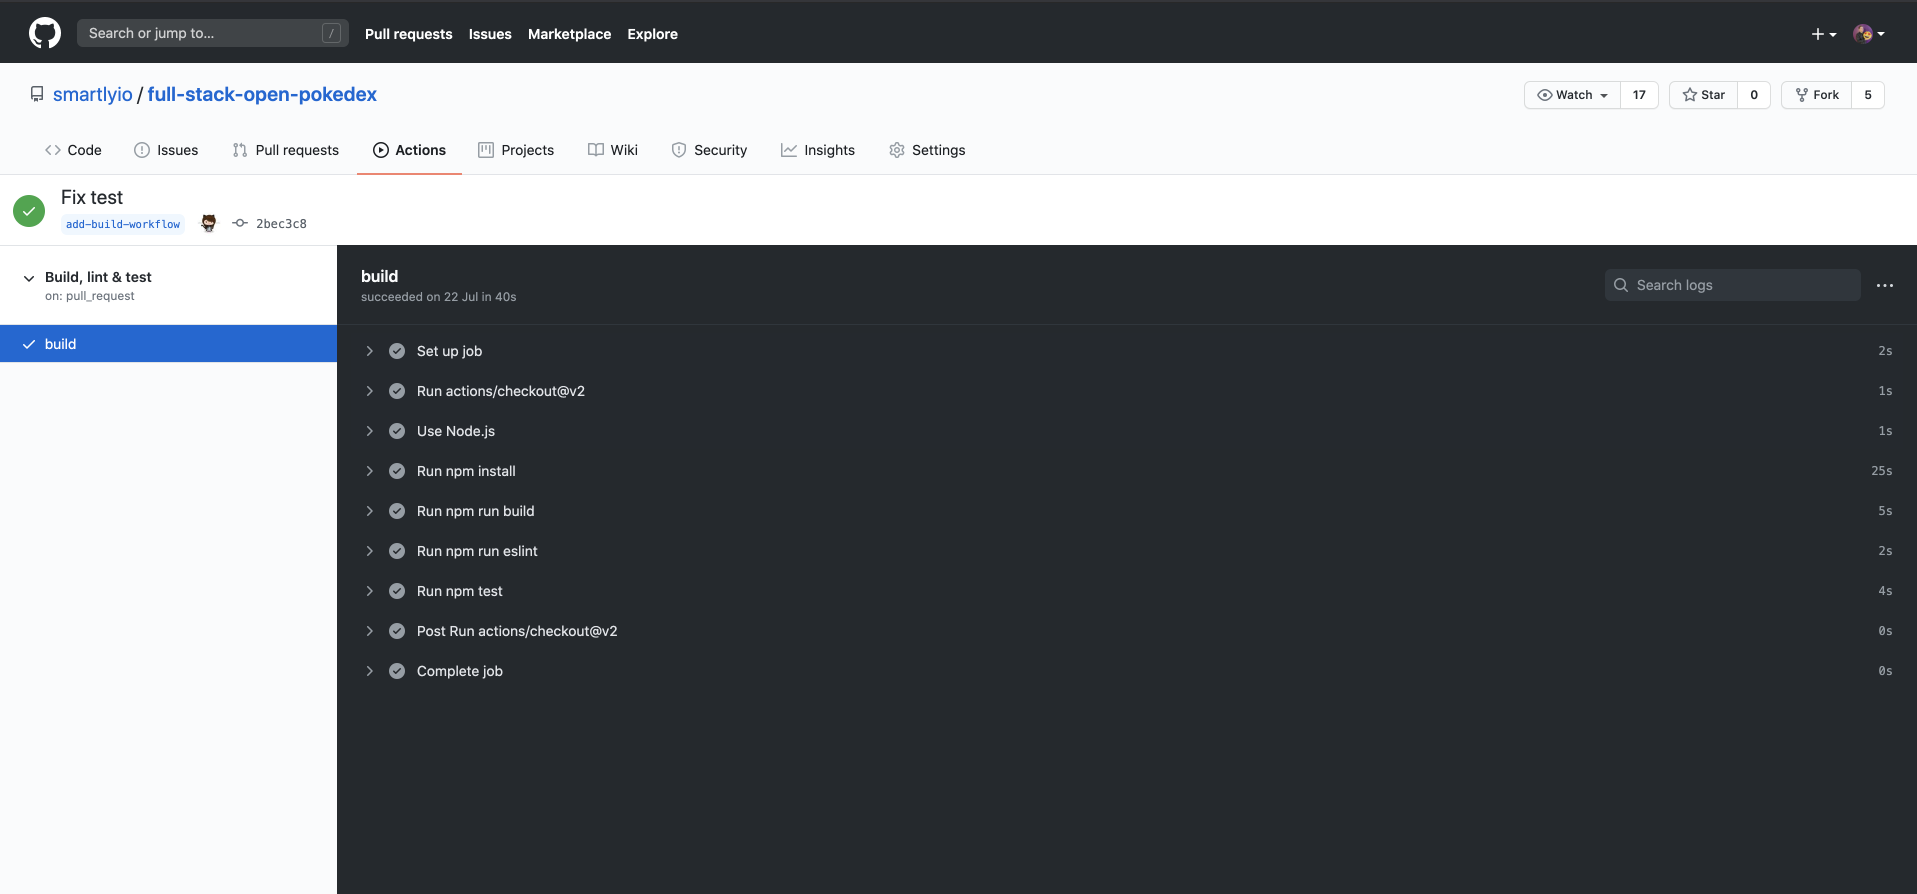 Search or jump to... / Pull requests Issues Marketplace Explore
smartlyio / full-stack-open-pokedex Watch 17 Star 0 Fork 5
Code Issues Pull requests Actions Projects Wiki Security Insights Settings
Fix test
add-build-workflow 2bec3c8
Build, lint & test
on: pull_request
build
build
succeeded on 22 Jul in 40s
Search logs
Set up job 2s
Run actions/checkout@v2 1s
Use Node.js 1s
Run npm install 25s
Run npm run build 5s
Run npm run eslint 2s
Run npm test 4s
Post Run actions/checkout@v2 0s
Complete job 0s